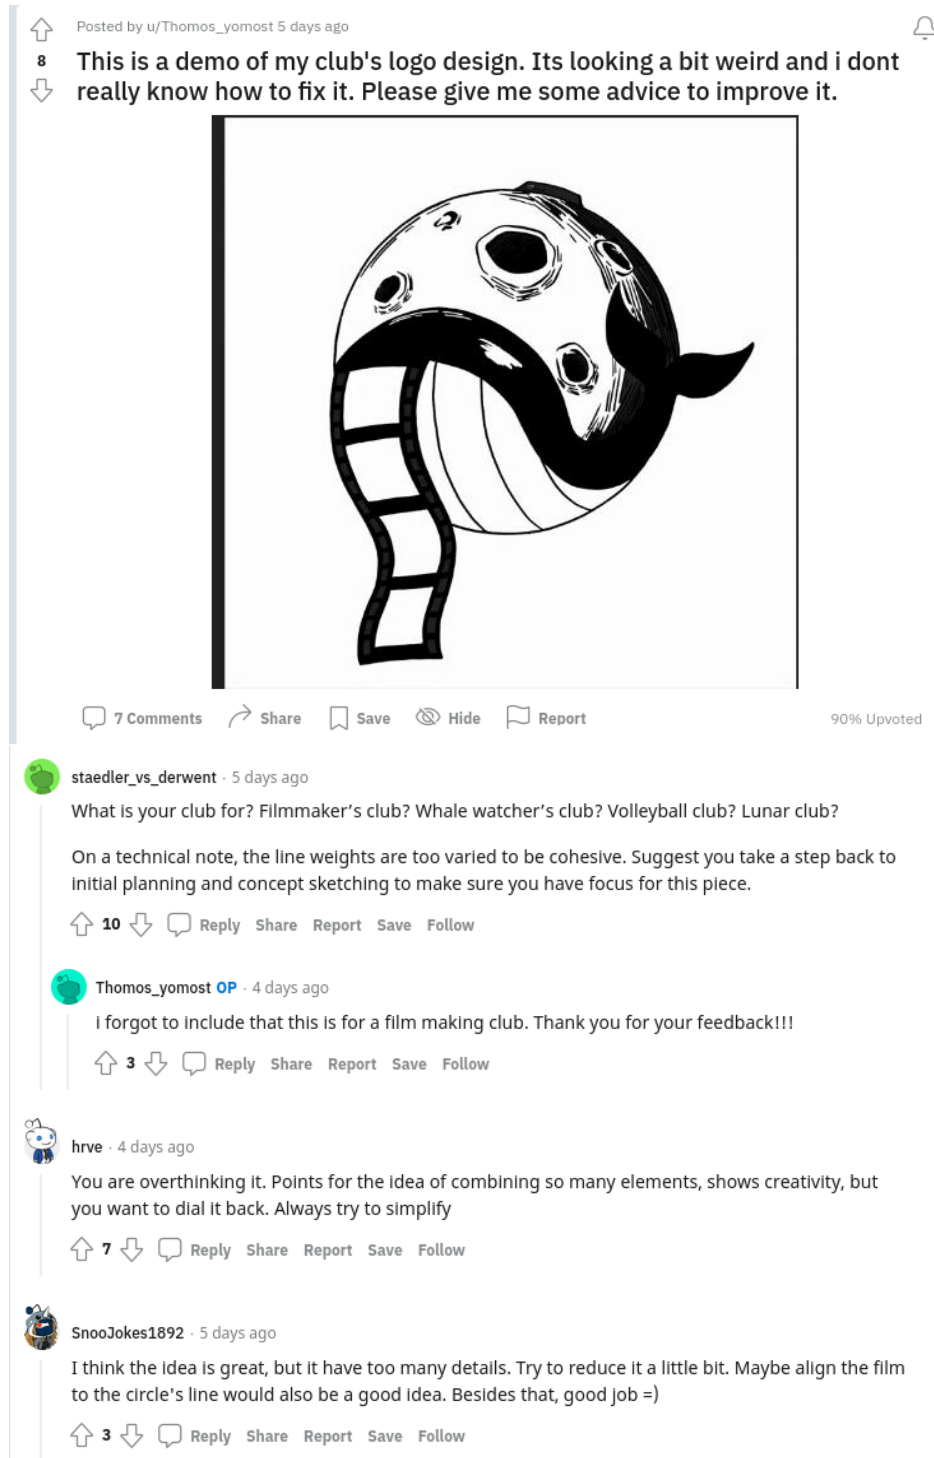 Posted by u/Thomos_yomost 5 days ago
8
This is a demo of my club's logo design. Its looking a bit weird and i dont
really know how to fix it. Please give me some advice to improve it.
7 Comments Share Save Hide Report 90% Upvoted
staedler_vs_derwent · 5 days ago
What is your club for? Filmmaker’s club? Whale watcher’s club? Volleyball club? Lunar club?
On a technical note, the line weights are too varied to be cohesive. Suggest you take a step back to
initial planning and concept sketching to make sure you have focus for this piece.
10 Reply Share Report Save Follow
Thomos_yomost OP · 4 days ago
i forgot to include that this is for a film making club. Thank you for your feedback!!!
3 Reply Share Report Save Follow
hrve · 4 days ago
You are overthinking it. Points for the idea of combining so many elements, shows creativity, but
you want to dial it back. Always try to simplify
7 Reply Share Report Save Follow
SnooJokes1892 · 5 days ago
I think the idea is great, but it have too many details. Try to reduce it a little bit. Maybe align the film
to the circle's line would also be a good idea. Besides that, good job =)
3 Reply Share Report Save Follow